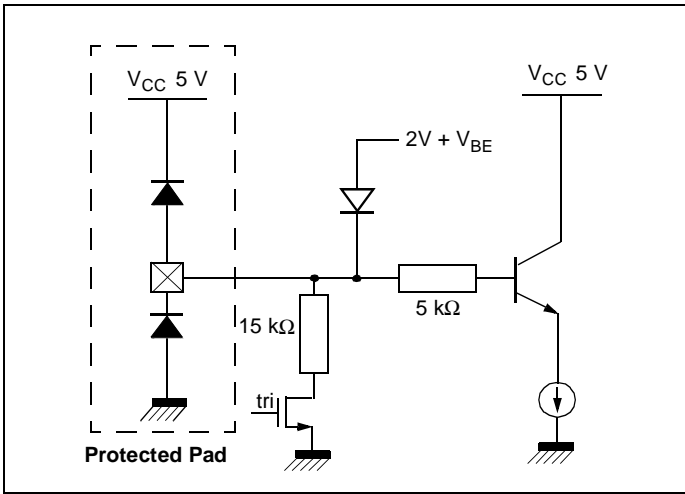 V_CC 5 V
V_CC 5 V
2V + V_BE
5 kΩ
15 kΩ
tri
Protected Pad